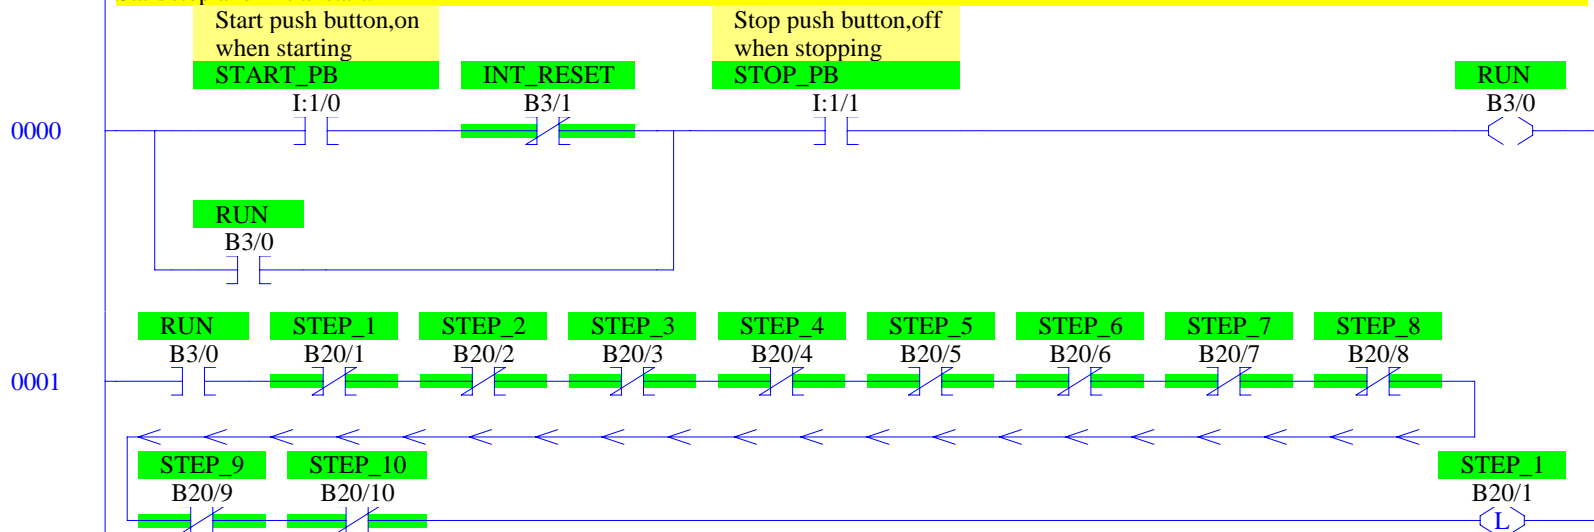 Start push button,on
when starting
Stop push button,off
when stopping
START_PB
INT_RESET
STOP_PB
RUN
I:1/0
B3/1
I:1/1
B3/0
0000
RUN
B3/0
RUN
STEP_1
STEP_2
STEP_3
STEP_4
STEP_5
STEP_6
STEP_7
STEP_8
B3/0
B20/1
B20/2
B20/3
B20/4
B20/5
B20/6
B20/7
B20/8
0001
STEP_9
STEP_10
STEP_1
B20/9
B20/10
B20/1
L